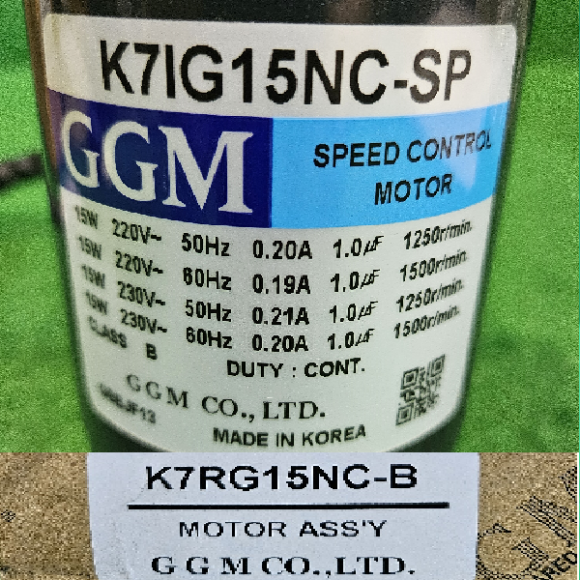 K7IG15NC-SP
GGM
SPEED CONTROL
MOTOR
15W 220V~ 50Hz 0.20A 1.0㎌ 1250r/min.
15W 220V~ 60Hz 0.19A 1.0㎌ 1500r/min.
15W 230V~ 50Hz 0.21A 1.0㎌ 1250r/min.
15W 230V~ 60Hz 0.20A 1.0㎌ 1500r/min.
CLASS B
DUTY : CONT.
GGM CO.,LTD.
MADE IN KOREA
K7RG15NC-B
MOTOR ASS'Y
GGM CO.,LTD.